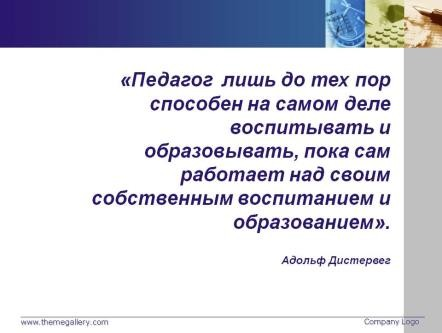 «Педагог лишь до тех пор
способен на самом деле
воспитывать и
образовывать, пока сам
работает над своим
собственным воспитанием и
образованием».
Адольф Дистервег
www.themegallery.com
Company Logo